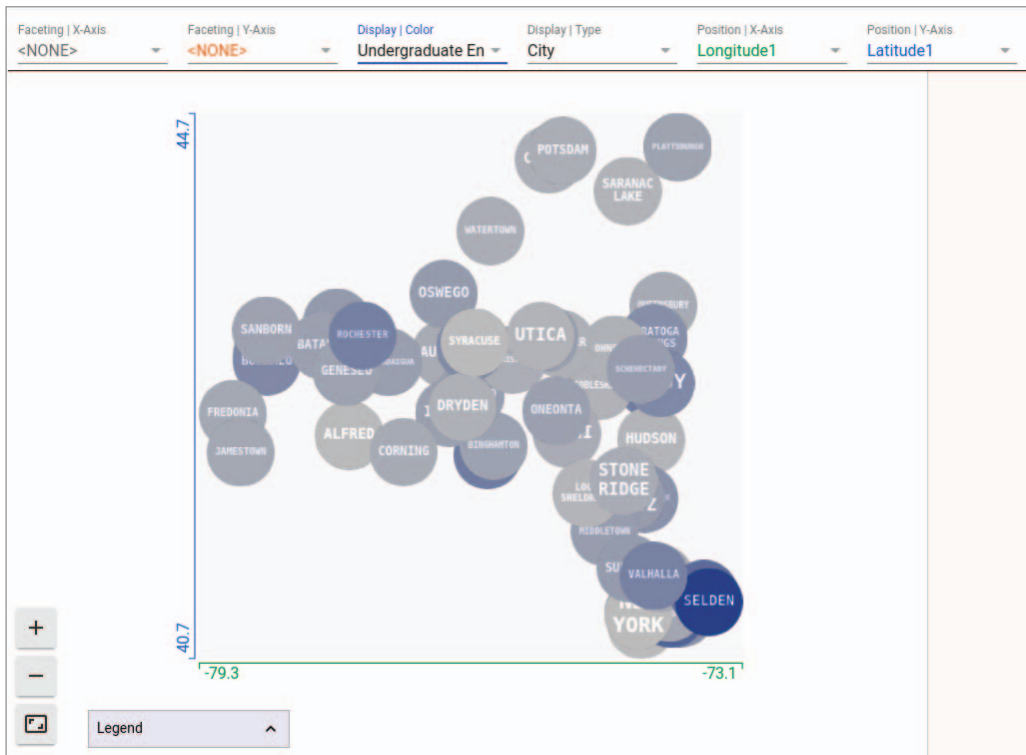 Faceting | X-Axis
<NONE>
Faceting | Y-Axis
<NONE>
Display | Color
Undergraduate En
Display | Type
City
Position | X-Axis
Longitude1
Position | Y-Axis
Latitude1
44.7
40.7
-79.3
-73.1
POTSDAM
PLATTSBURGH
SARANAC
LAKE
WATERTOWN
OSWEGO
SANBORN
ROCHESTER
SYRACUSE
UTICA
GENESEO
SCHENECTADY
FREDONIA
DRYDEN
ONEONTA
ALFRED
JAMESTOWN
CORNING
BINGHAMTON
HUDSON
STONE
RIDGE
MIDDLETOWN
VALHALLA
SELDEN
YORK
+
−
Legend